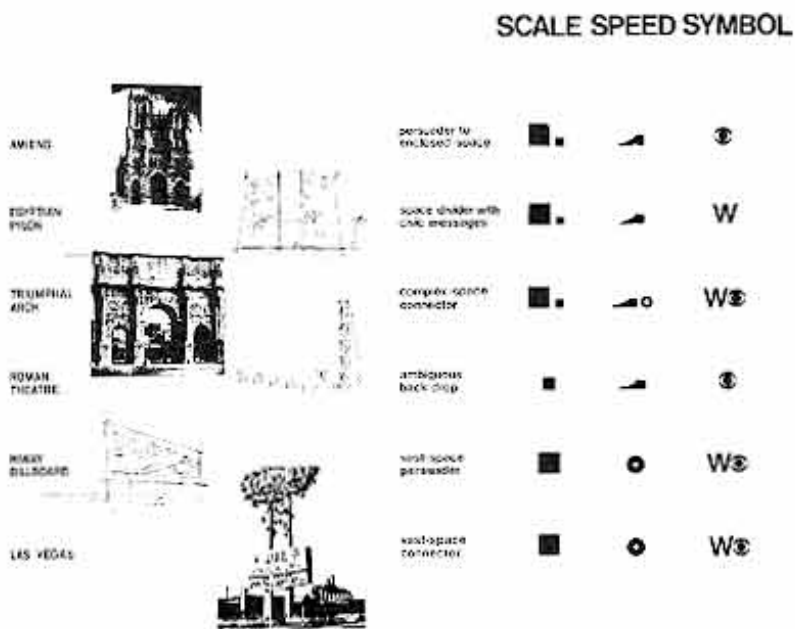 SCALE SPEED SYMBOL
AMIENS
persuader to
enclosed space
EGYPTIAN
PYLON
space divider with
civic messages
W
TRIUMPHAL
ARCH
complex-space
connector
W
ROMAN
THEATRE
ambiguous
back drop
HIWAY
BILLBOARD
vast-space
persuader
W
LAS VEGAS
vast-space
connector
W